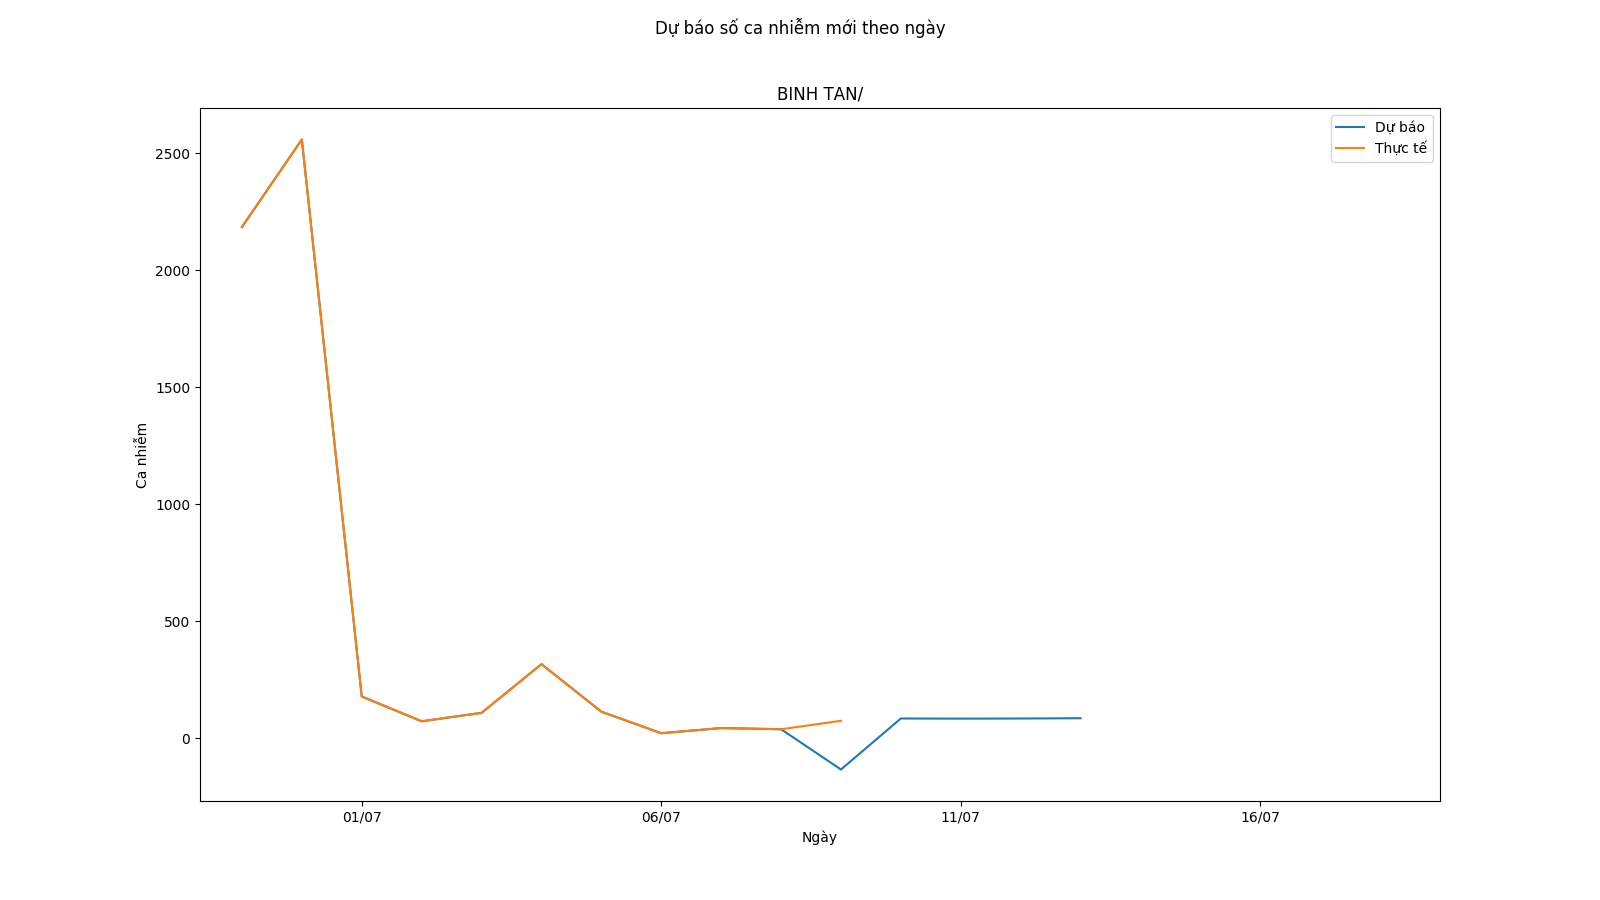 Dự báo số ca nhiễm mới theo ngày
BINH TAN/
Dự báo
Thực tế
2500
2000
1500
1000
500
0
Ca nhiễm
01/07
06/07
11/07
16/07
Ngày